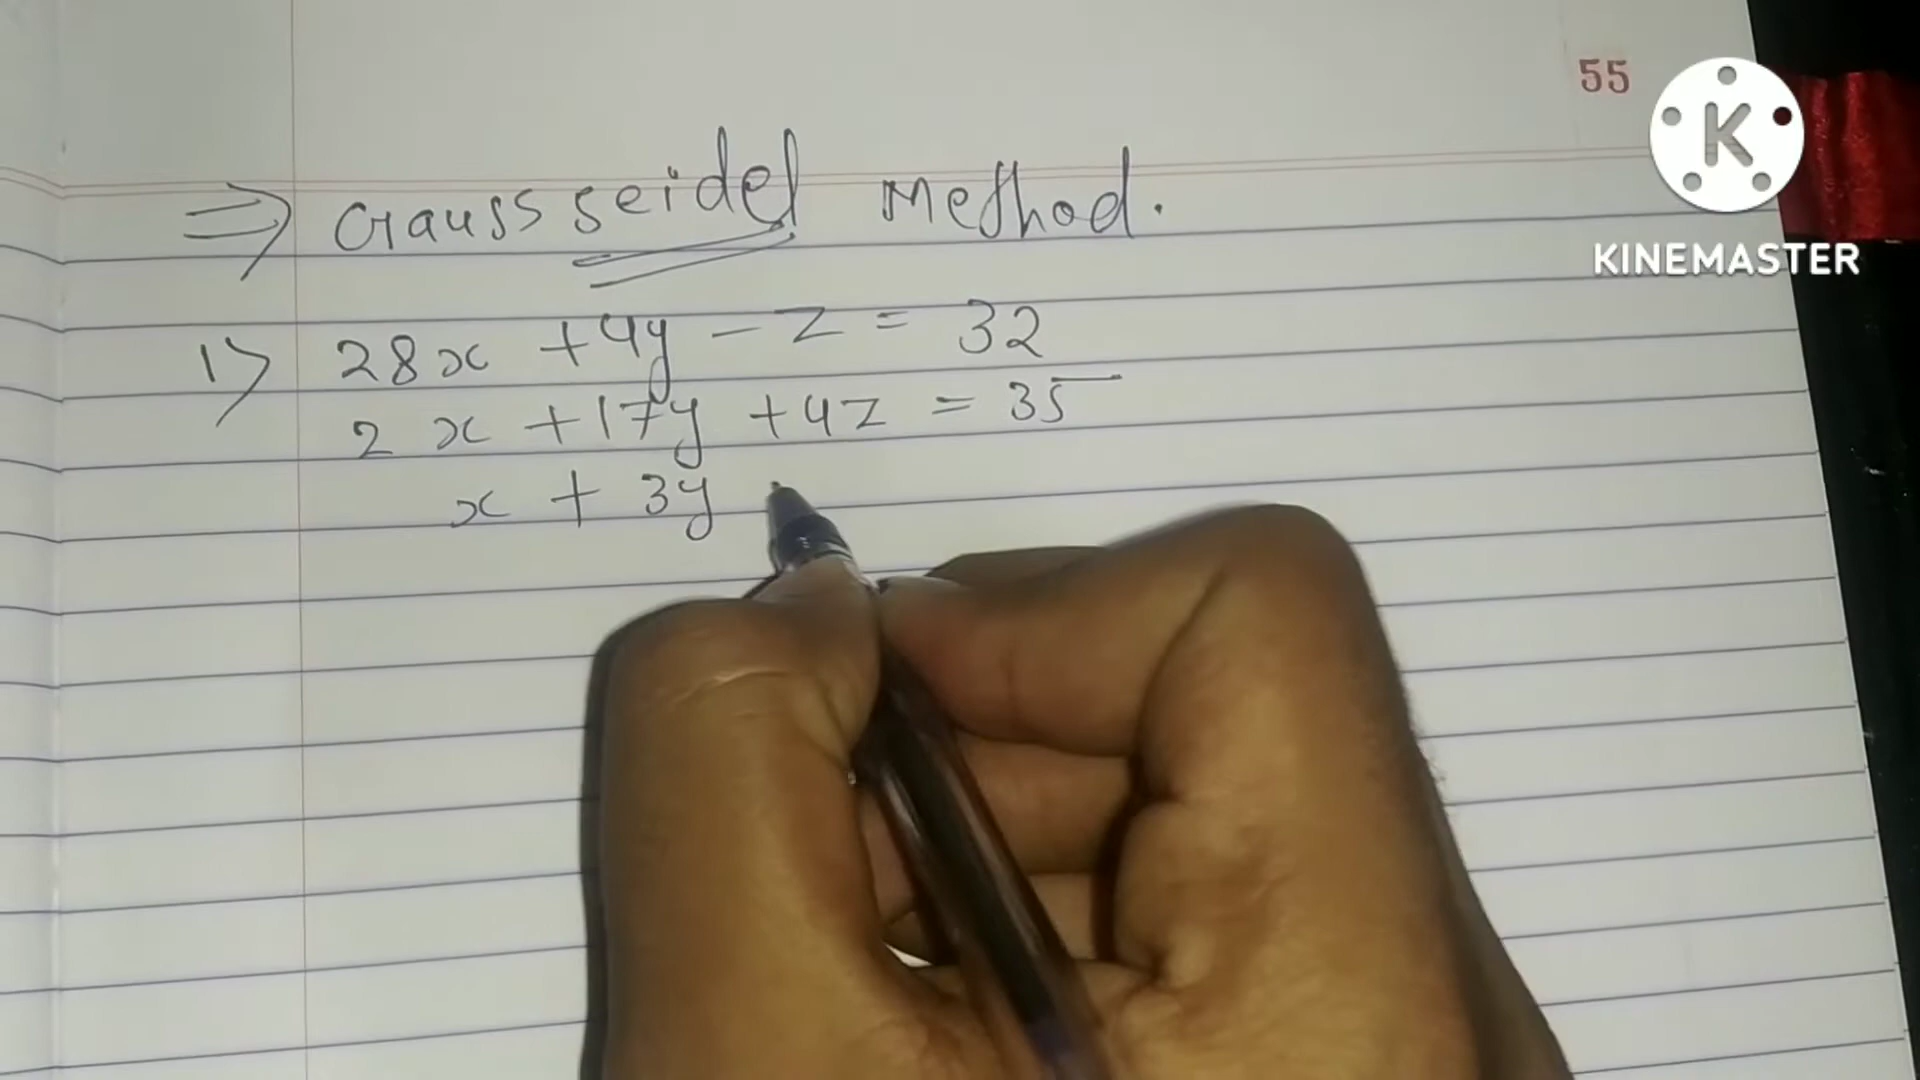 55
K
KINEMASTER
⇒ Gauss seidel Method.
1) 28x + 4y - z = 32
2x + 17y + 4z = 35
x + 3y